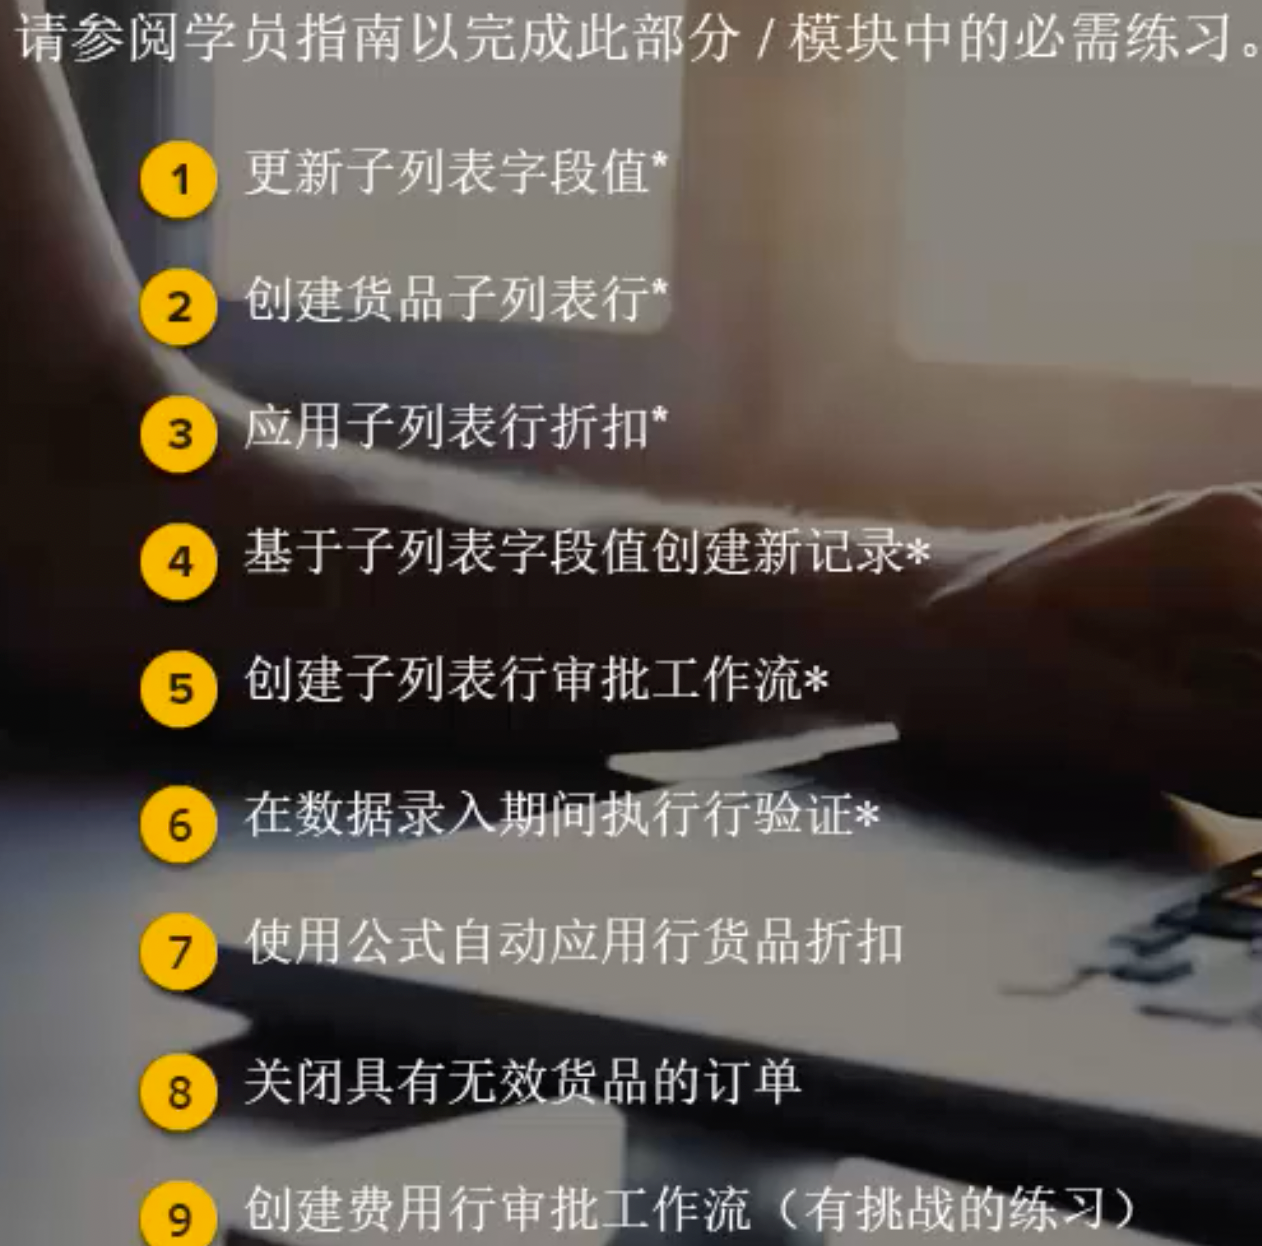 请参阅学员指南以完成此部分 / 模块中的必需练习。
1 更新子列表字段值*
2 创建货品子列表行*
3 应用子列表行折扣*
4 基于子列表字段值创建新记录*
5 创建子列表行审批工作流*
6 在数据录入期间执行行验证*
7 使用公式自动应用行货品折扣
8 关闭具有无效货品的订单
9 创建费用行审批工作流（有挑战的练习）